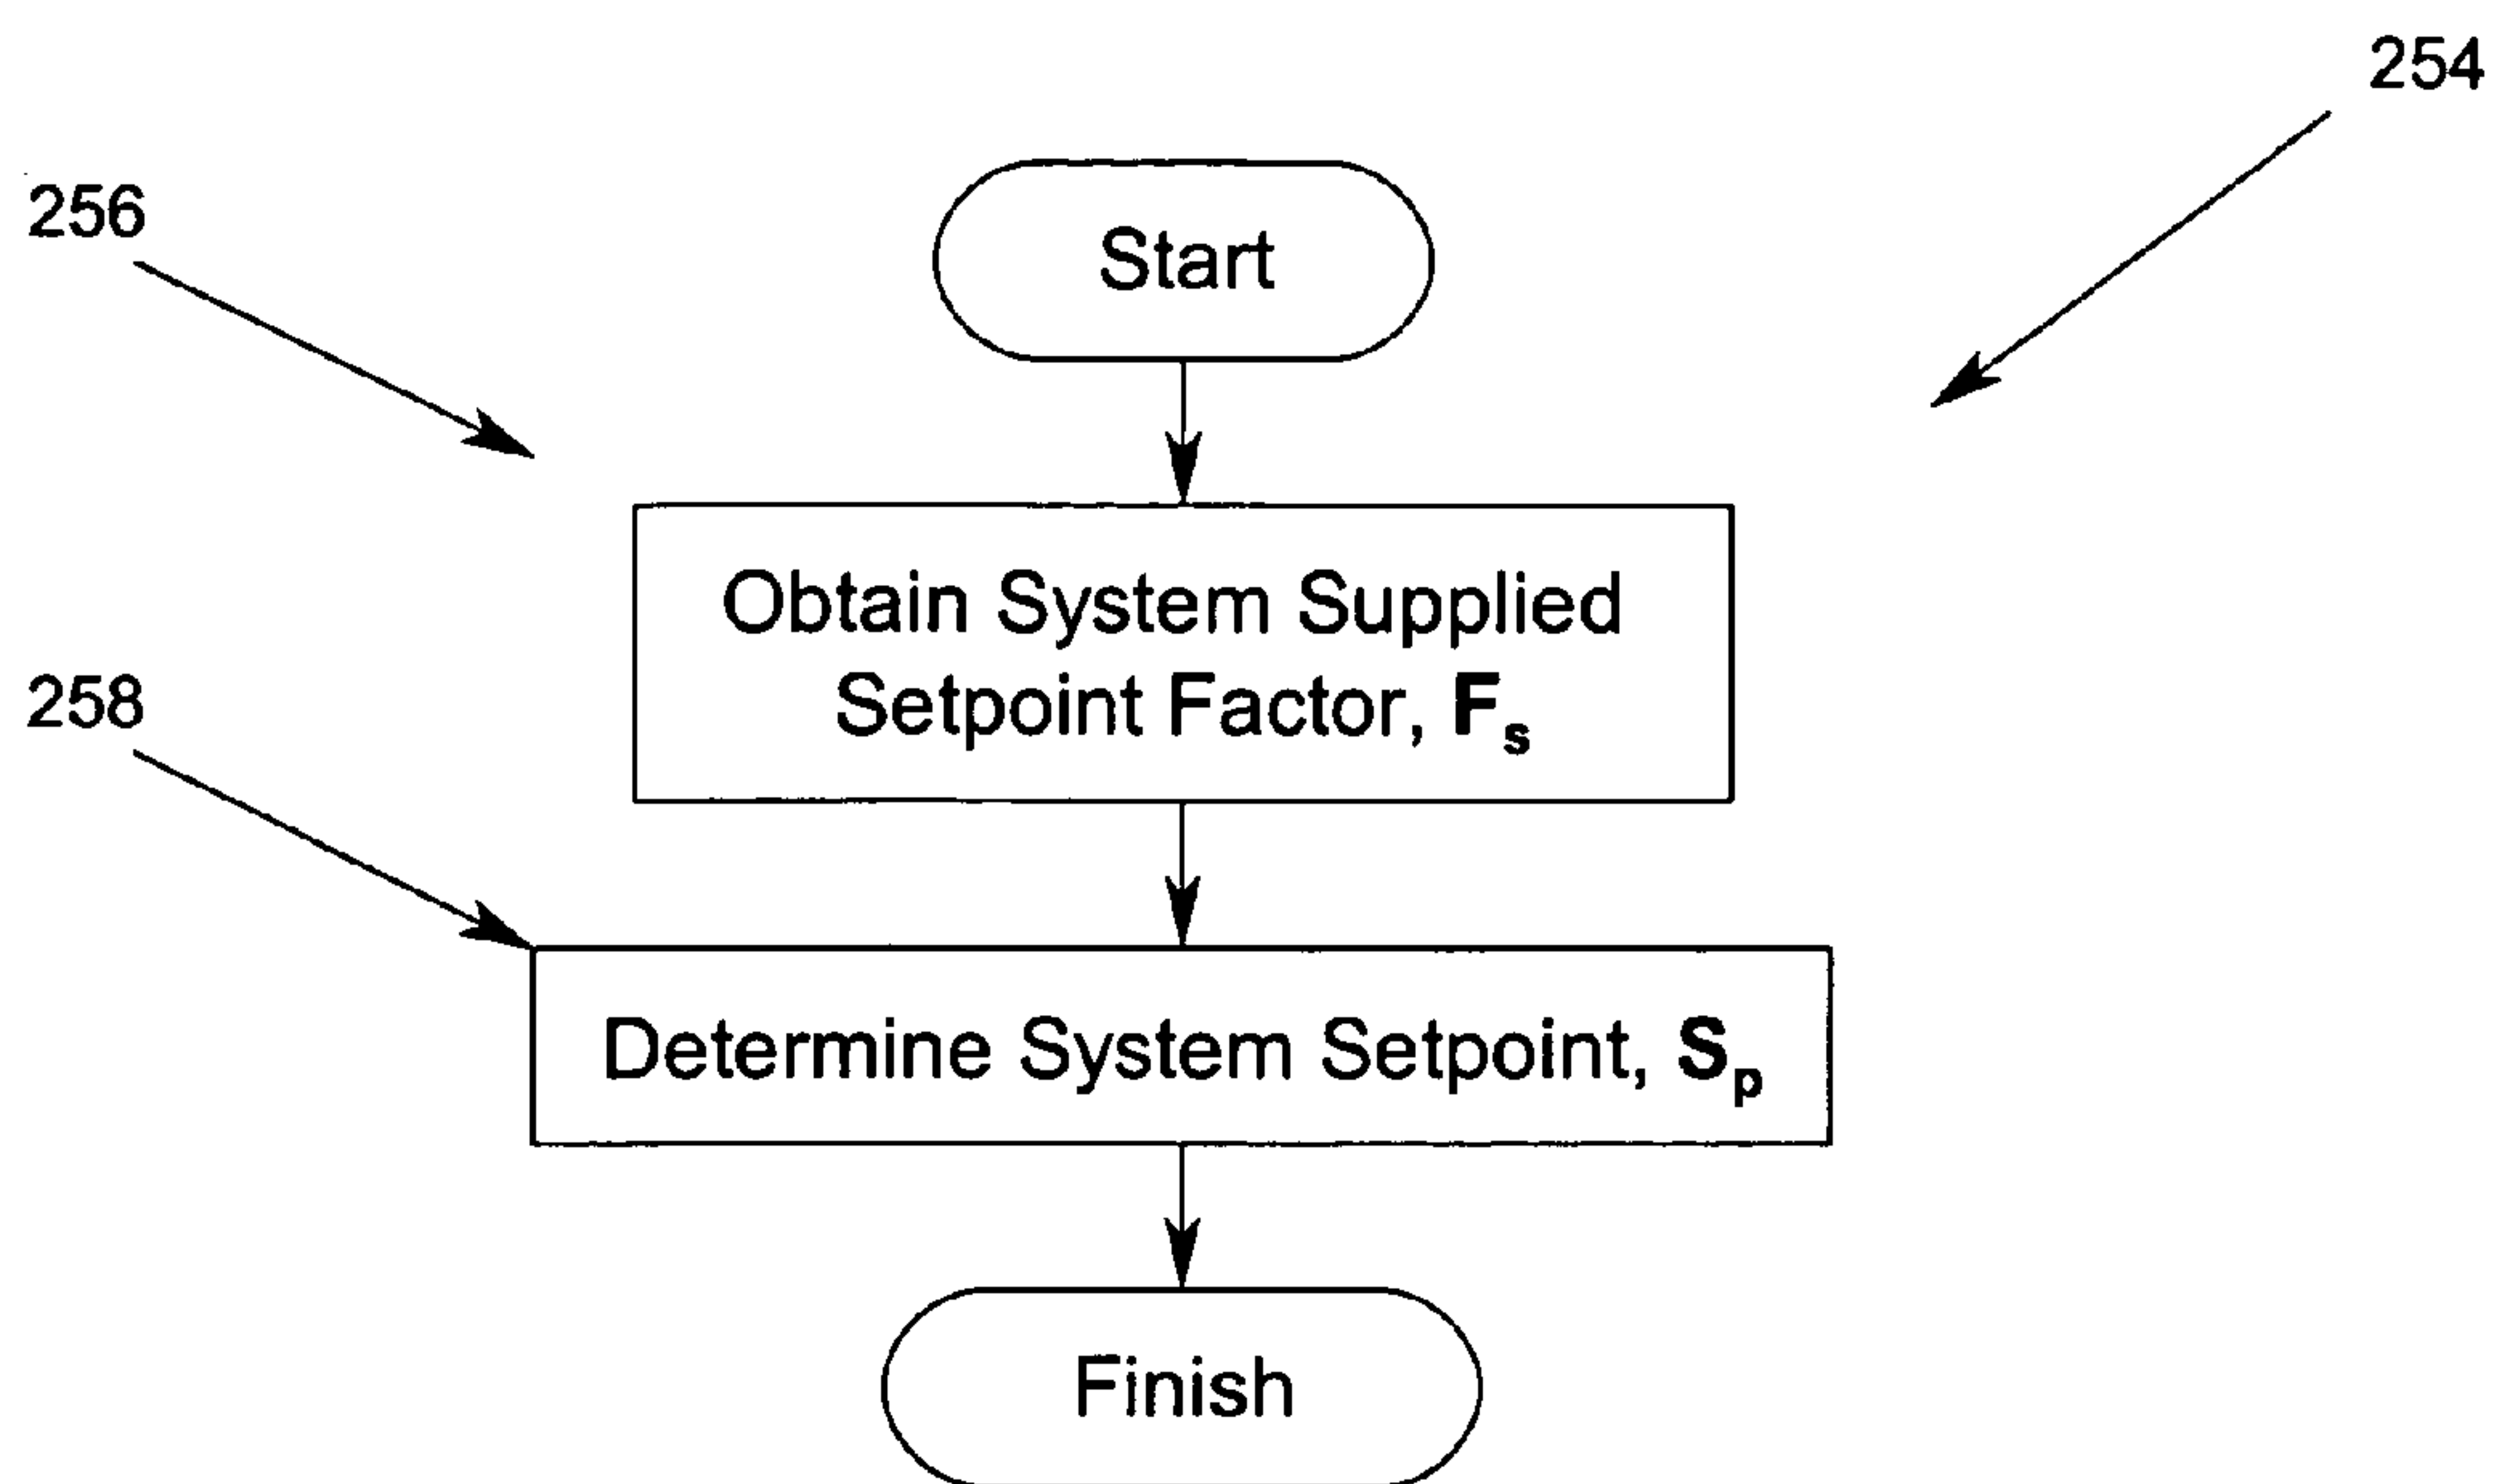 254
256
Start
Obtain System Supplied
Setpoint Factor, Fs
258
Determine System Setpoint, Sp
Finish